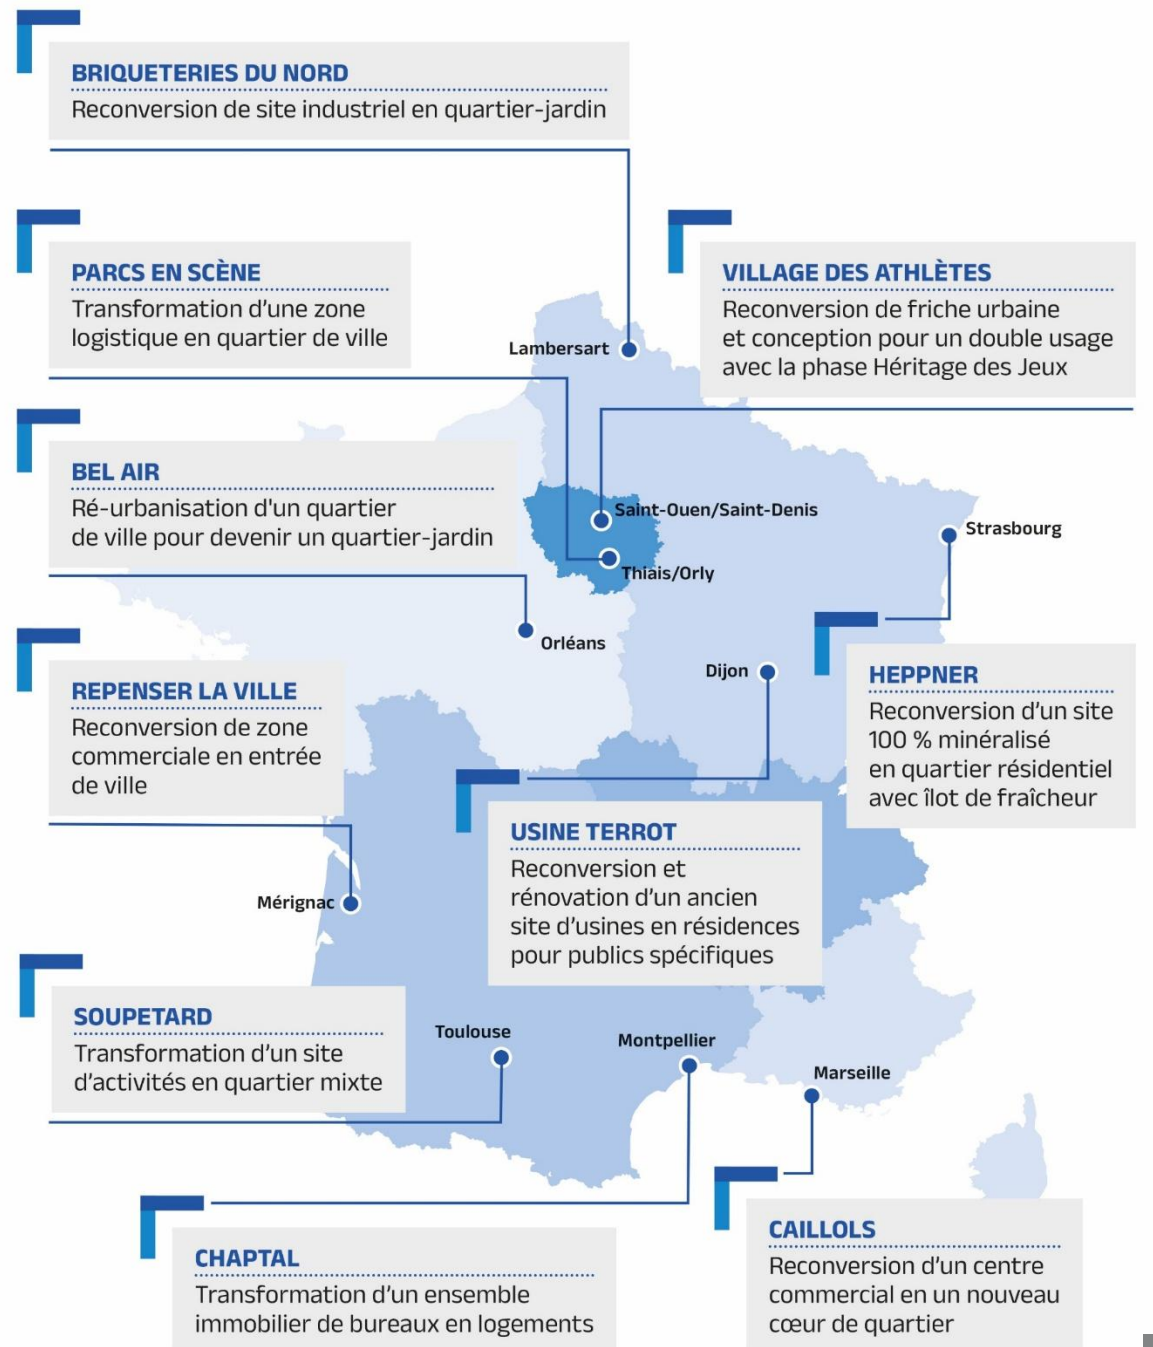 BRIQUETERIES DU NORD
Reconversion de site industriel en quartier-jardin
PARCS EN SCÈNE
Transformation d’une zone
logistique en quartier de ville
VILLAGE DES ATHLÈTES
Reconversion de friche urbaine
et conception pour un double usage
avec la phase Héritage des Jeux
Lambersart
BEL AIR
Ré-urbanisation d'un quartier
de ville pour devenir un quartier-jardin
Saint-Ouen/Saint-Denis
Strasbourg
Thiais/Orly
Orléans
Dijon
REPENSER LA VILLE
Reconversion de zone
commerciale en entrée
de ville
HEPPNER
Reconversion d’un site
100 % minéralisé
en quartier résidentiel
avec îlot de fraîcheur
USINE TERROT
Reconversion et
rénovation d’un ancien
site d’usines en résidences
pour publics spécifiques
Mérignac
SOUPETARD
Transformation d’un site
d’activités en quartier mixte
Toulouse
Montpellier
Marseille
CHAPTAL
Transformation d’un ensemble
immobilier de bureaux en logements
CAILLOLS
Reconversion d’un centre
commercial en un nouveau
cœur de quartier